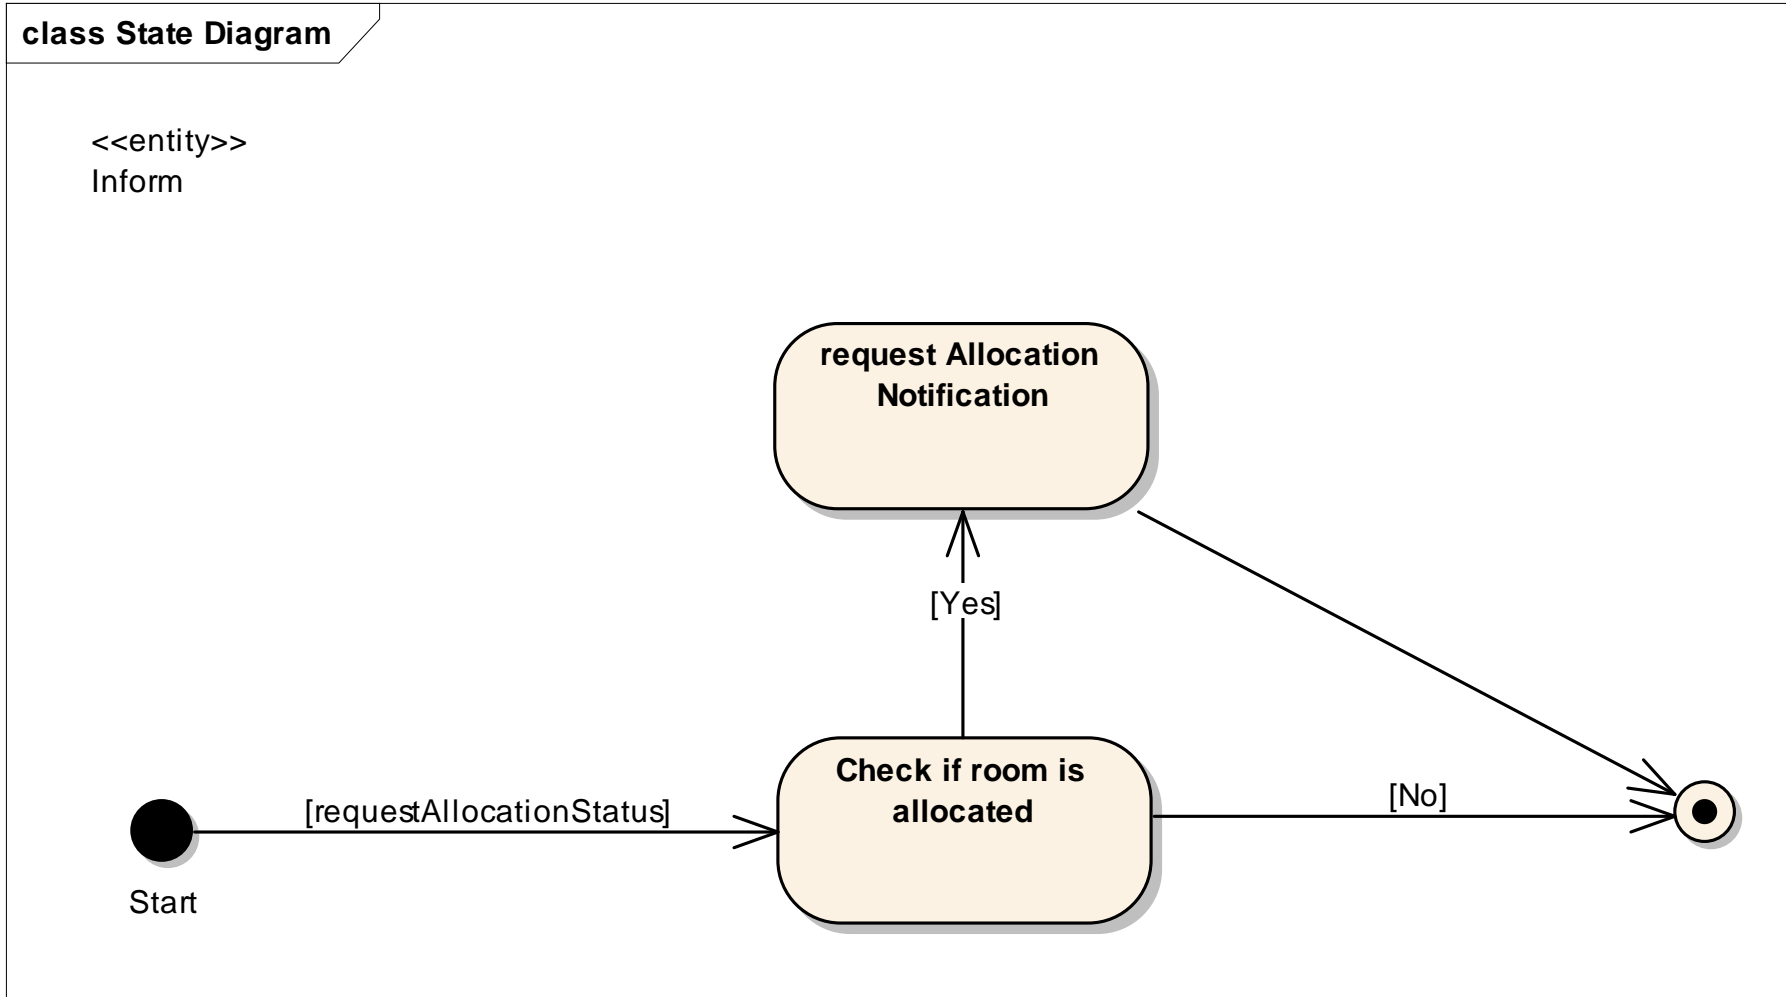 class State Diagram
<<entity>>
Inform
request Allocation
Notification
[Yes]
Check if room is
allocated
[requestAllocationStatus]
[No]
Start